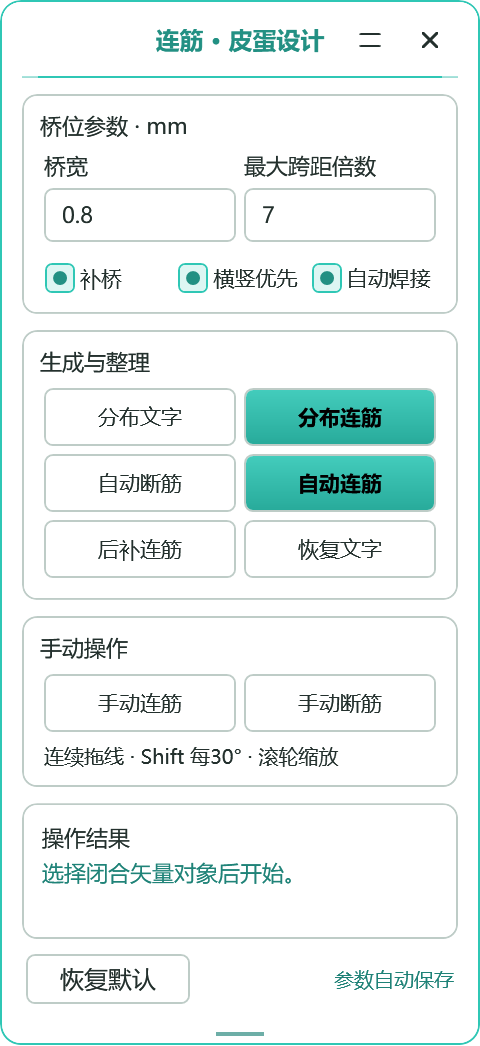 连筋·皮蛋设计
桥位参数 · mm
桥宽 最大跨距倍数
0.8 7
补桥 横竖优先 自动焊接
生成与整理
分布文字 分布连筋
自动断筋 自动连筋
后补连筋 恢复文字
手动操作
手动连筋 手动断筋
连续拖线 · Shift 每30° · 滚轮缩放
操作结果
选择闭合矢量对象后开始。
恢复默认 参数自动保存